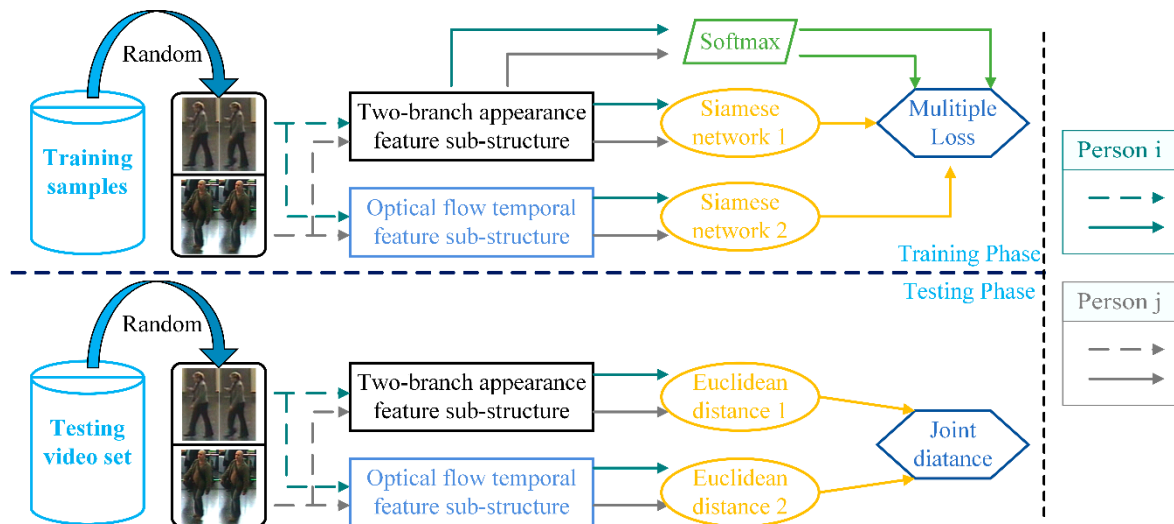 Random
Training
samples
Two-branch appearance
feature sub-structure
Optical flow temporal
feature sub-structure
Softmax
Siamese
network 1
Siamese
network 2
Mulitiple
Loss
Training Phase
Testing Phase
Random
Testing
video set
Two-branch appearance
feature sub-structure
Optical flow temporal
feature sub-structure
Euclidean
distance 1
Euclidean
distance 2
Joint
diatance
Person i
Person j